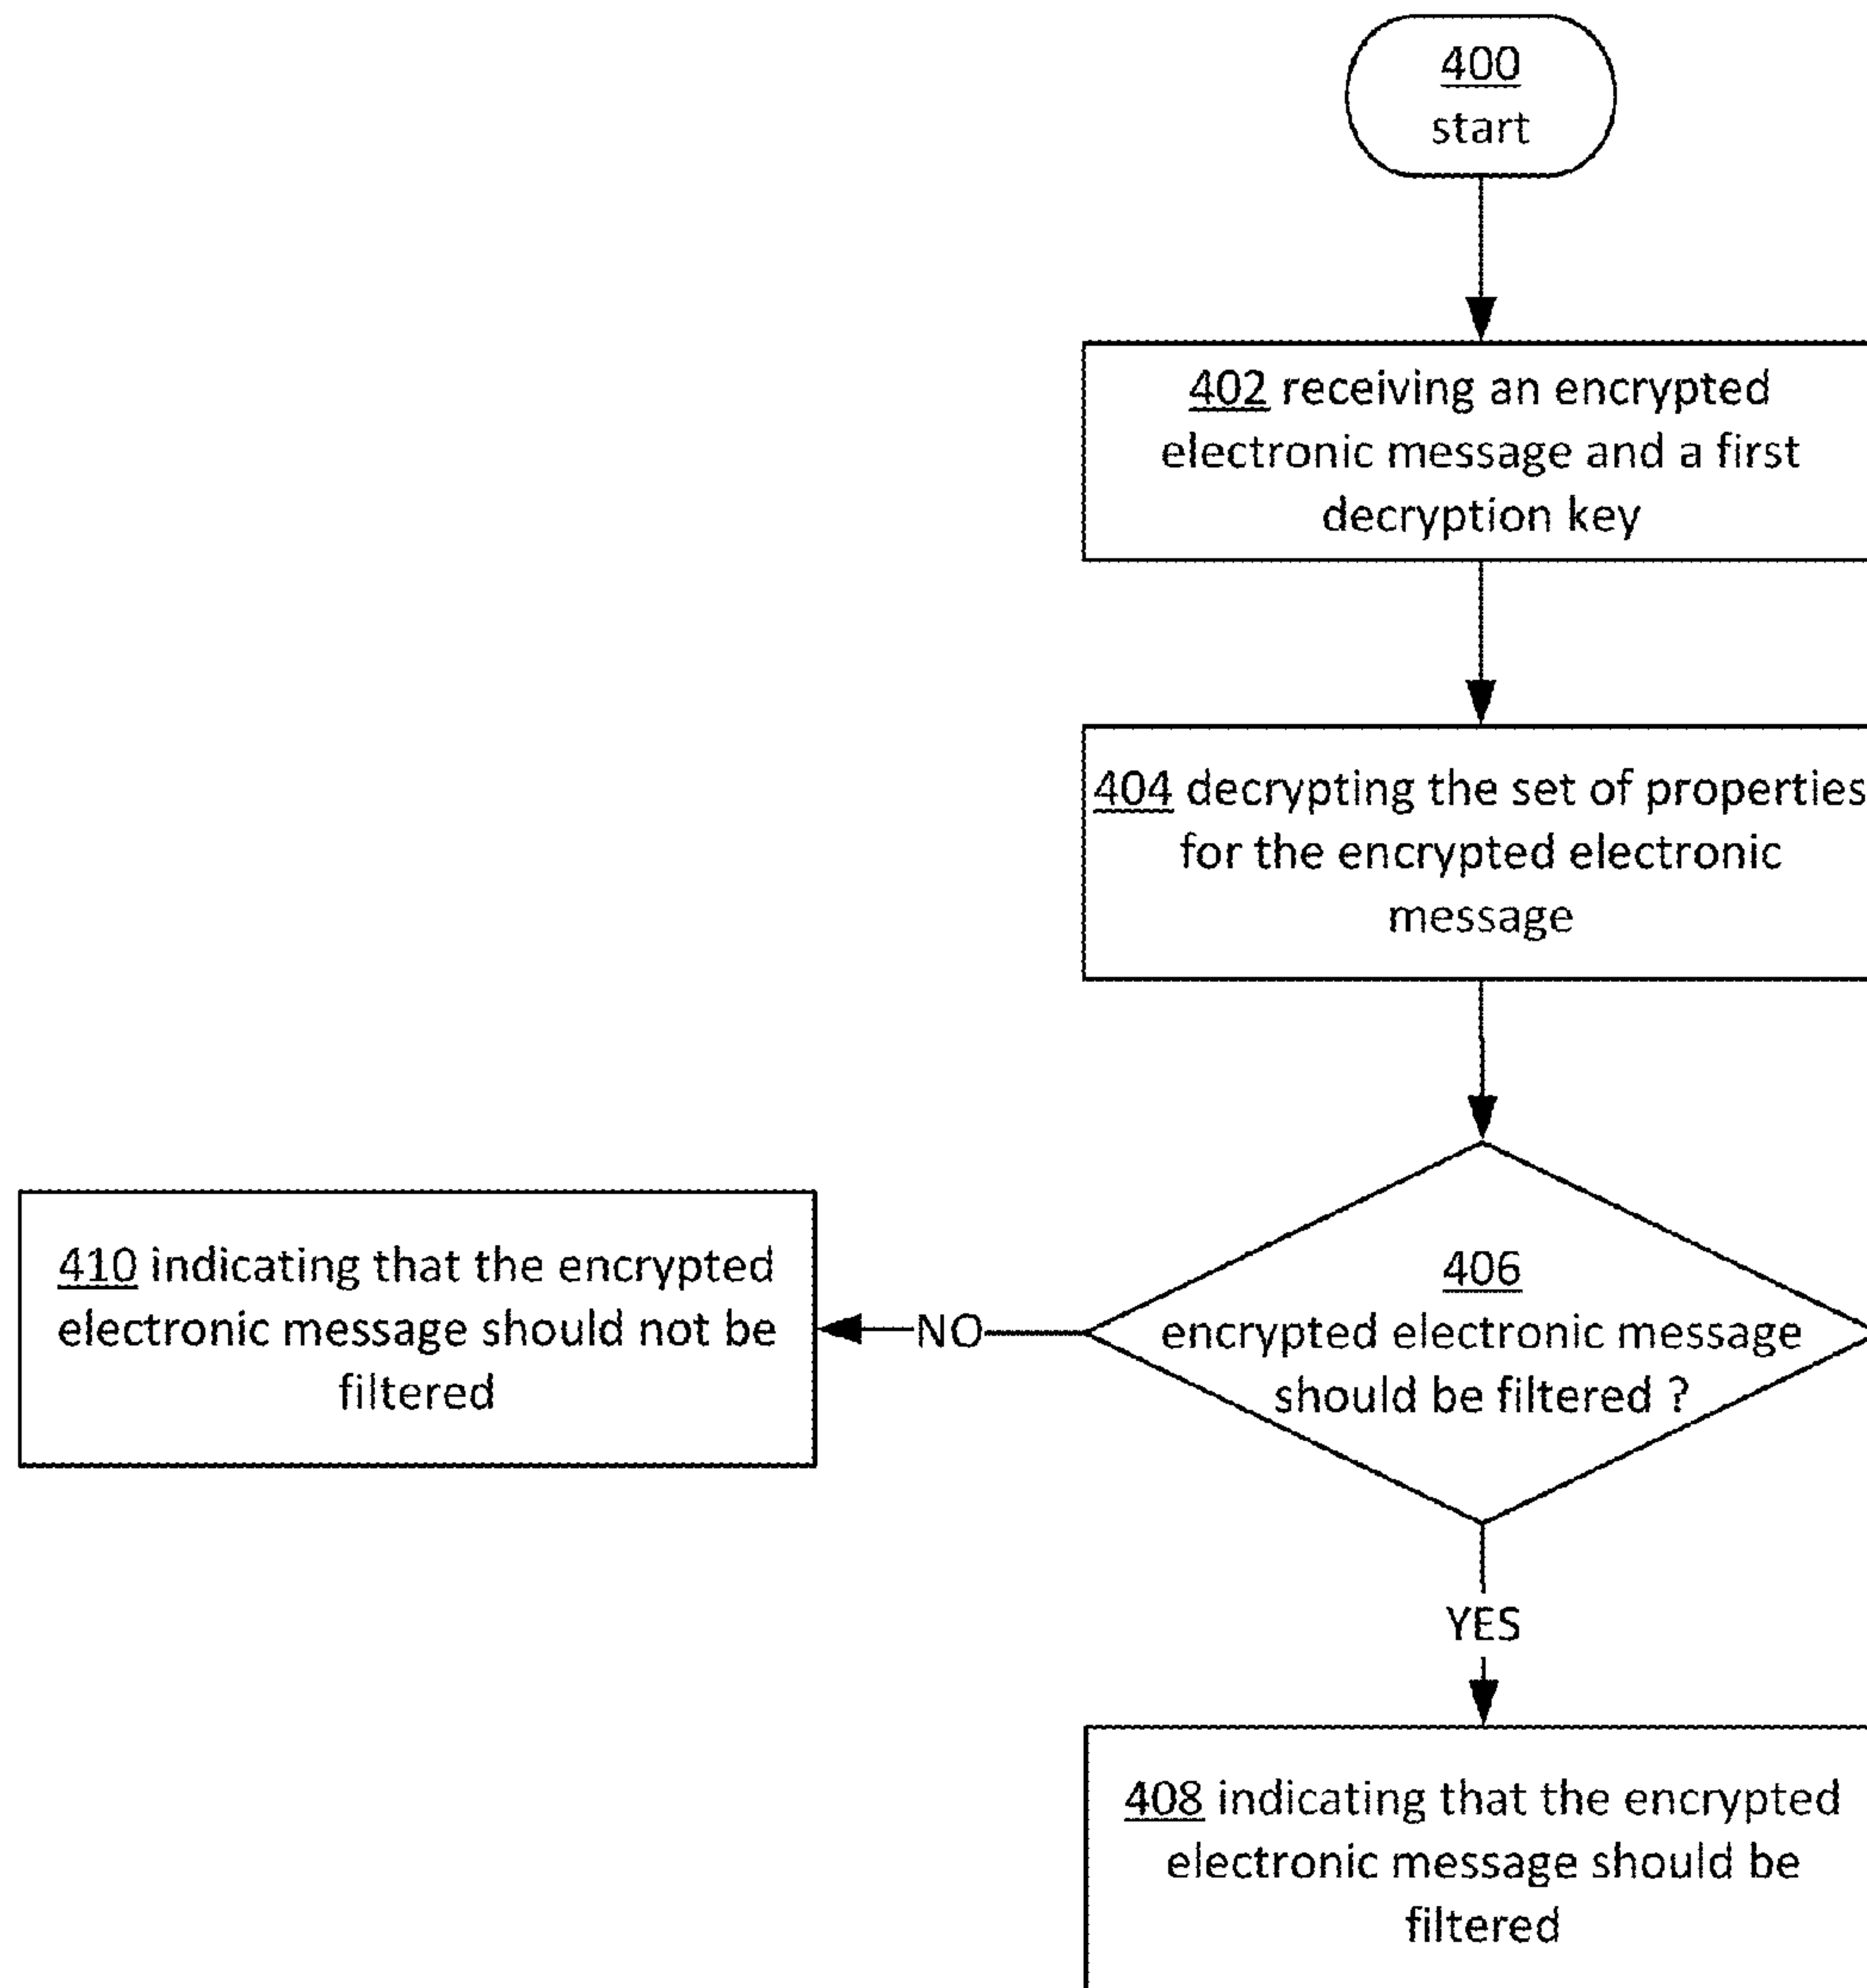 400
start
402 receiving an encrypted
electronic message and a first
decryption key
404 decrypting the set of properties
for the encrypted electronic
message
406
encrypted electronic message
should be filtered ?
NO
410 indicating that the encrypted
electronic message should not be
filtered
YES
408 indicating that the encrypted
electronic message should be
filtered